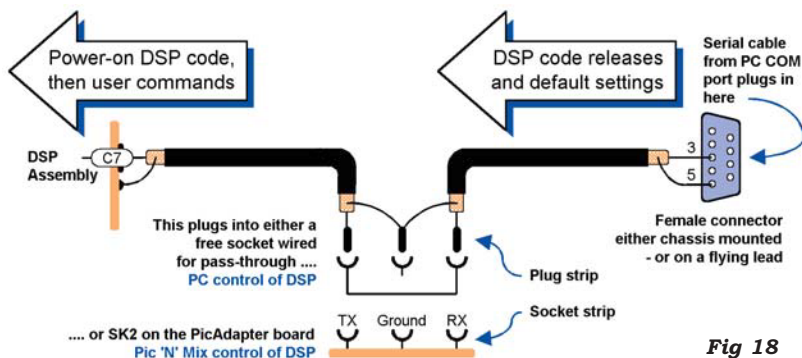 Power-on DSP code,
then user commands
DSP code releases
and default settings
Serial cable
from PC COM
port plugs in
here
DSP
Assembly
C7
3
5
This plugs into either a
free socket wired
for pass-through ....
PC control of DSP
Plug strip
Female connector
either chassis mounted
- or on a flying lead
.... or SK2 on the PicAdapter board
Pic 'N' Mix control of DSP
TX
Ground
RX
Socket strip
Fig 18